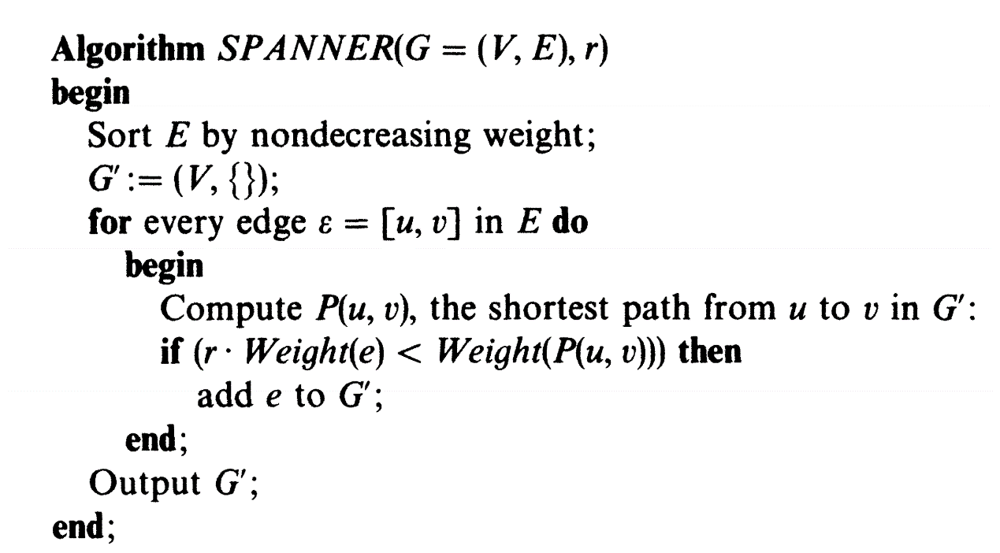 Algorithm SPANNER(G = (V, E), r)
begin
Sort E by nondecreasing weight;
G′ := (V, {});
for every edge ε = [u, v] in E do
begin
Compute P(u, v), the shortest path from u to v in G′:
if (r · Weight(e) < Weight(P(u, v))) then
add e to G′;
end;
Output G′;
end;